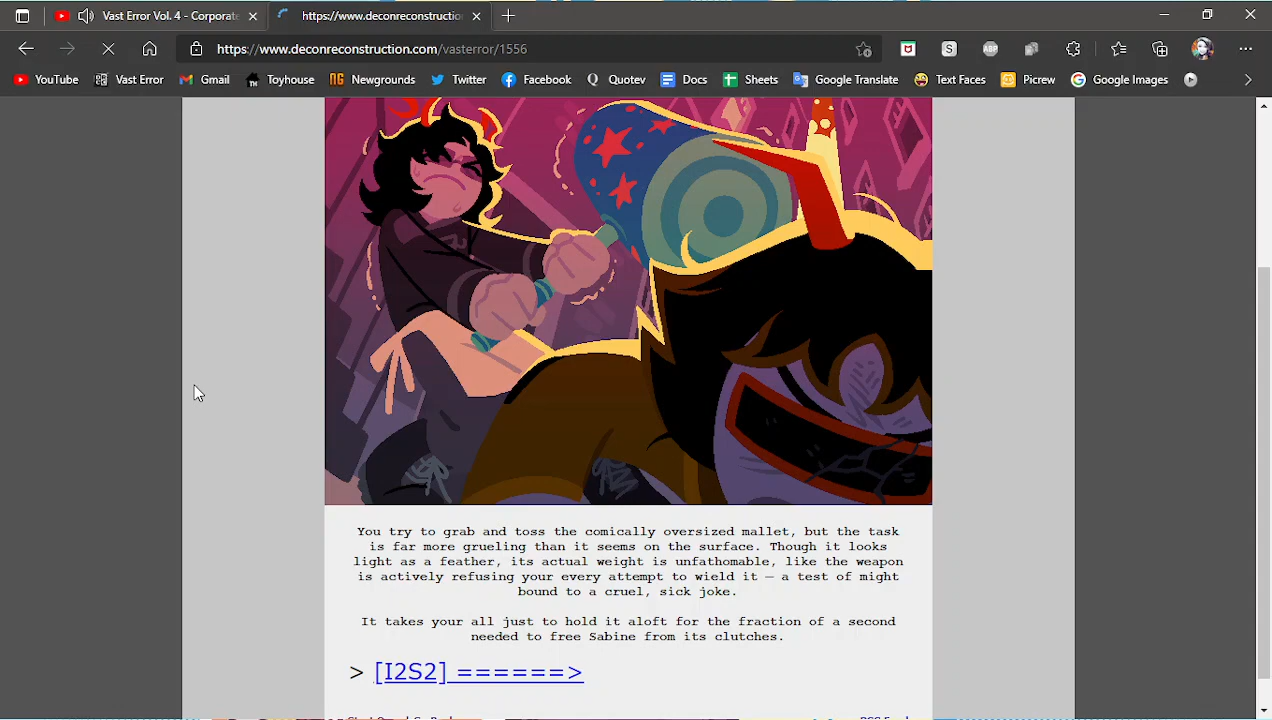 Vast Error Vol. 4 - Corporate
https://www.deconreconstruction
https://www.deconreconstruction.com/vasterror/1556
S
ABP
YouTube
Vast Error
Gmail
Toyhouse
NG Newgrounds
Twitter
Facebook
Q Quotev
Docs
Sheets
Google Translate
Text Faces
Picrew
Google Images
You try to grab and toss the comically oversized mallet, but the task
is far more grueling than it seems on the surface. Though it looks
light as a feather, its actual weight is unfathomable, like the weapon
is actively refusing your every attempt to wield it — a test of might
bound to a cruel, sick joke.
It takes your all just to hold it aloft for the fraction of a second
needed to free Sabine from its clutches.
> [I2S2] ======>